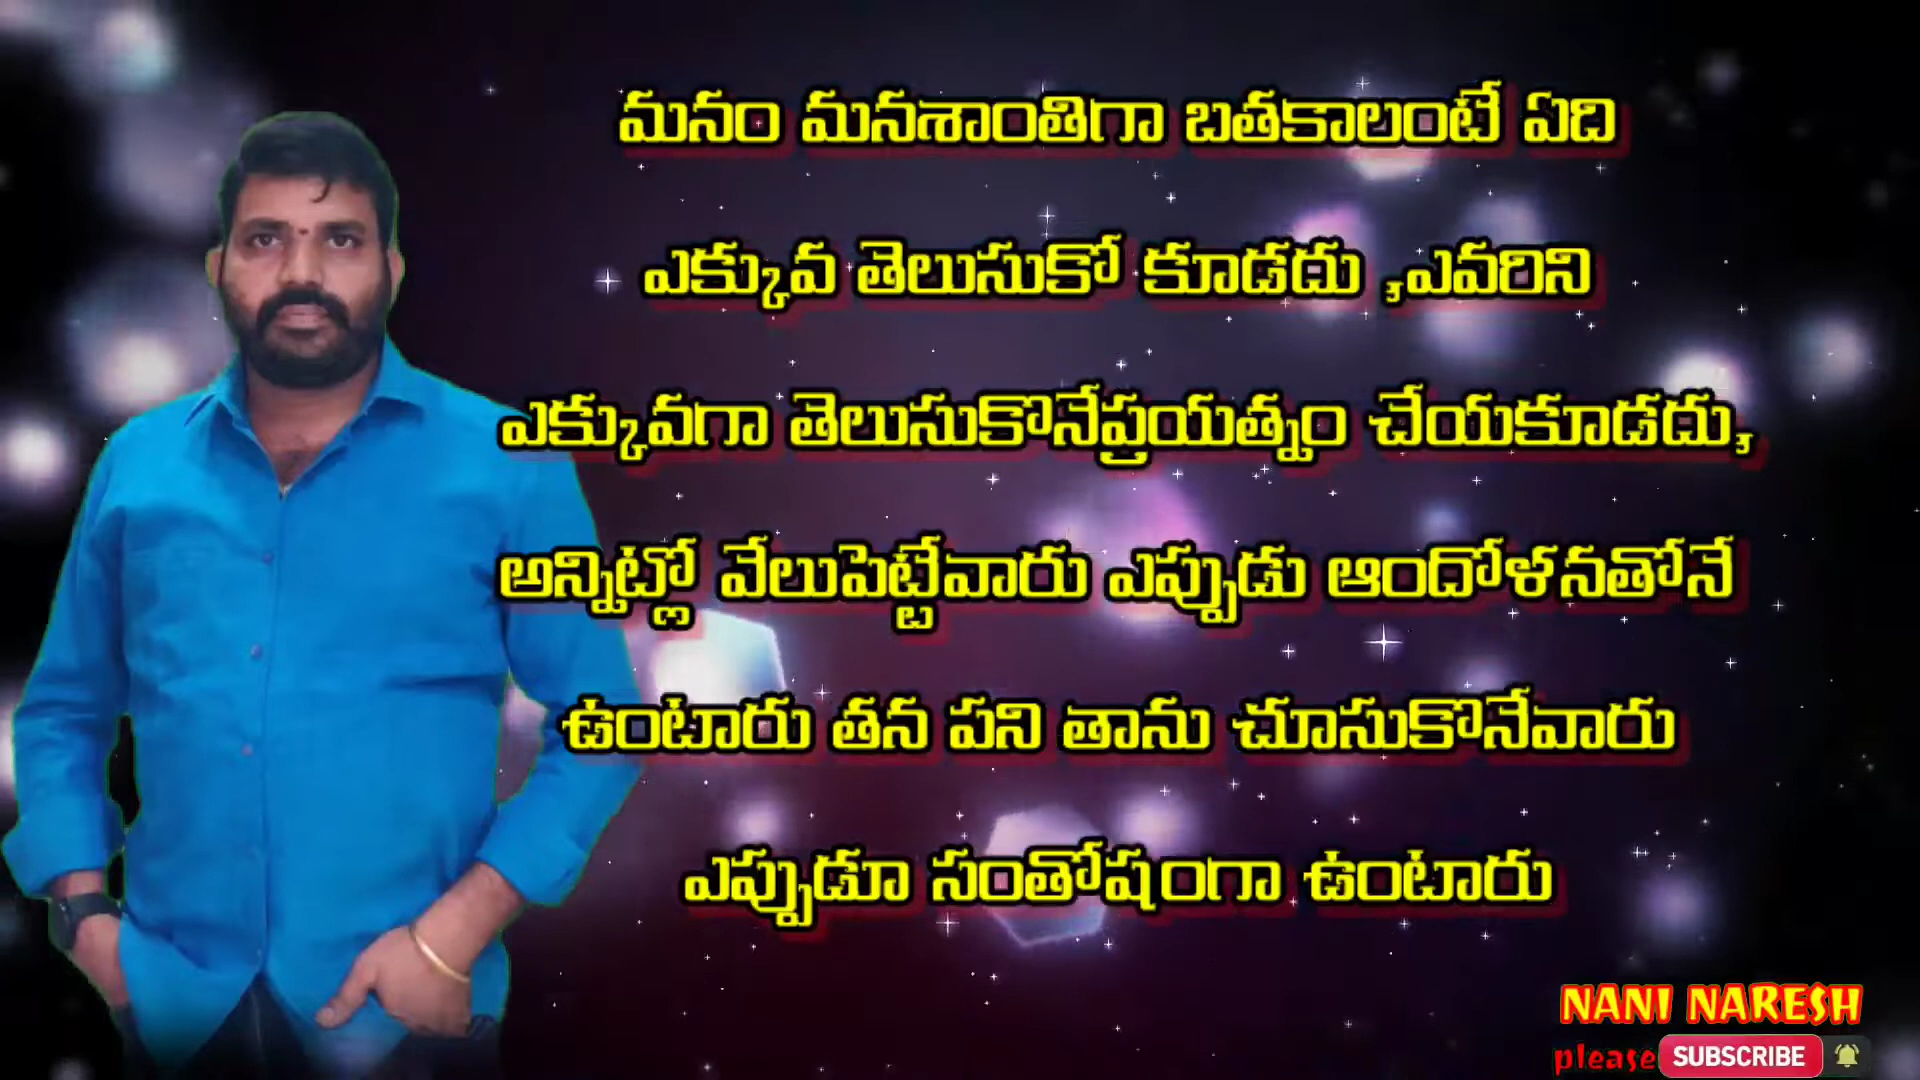 మనం మనశాంతిగా బతకాలంటే ఏది
ఎక్కువ తెలుసుకో కూడదు ,ఎవరిని
ఎక్కువగా తెలుసుకొనేప్రయత్నం చేయకూడదు,
అన్నిట్లో వేలుపెట్టేవారు ఎప్పుడు ఆందోళనతోనే
ఉంటారు తన పని తాను చూసుకొనేవారు
ఎప్పుడూ సంతోషంగా ఉంటారు
NANI NARESH
please SUBSCRIBE